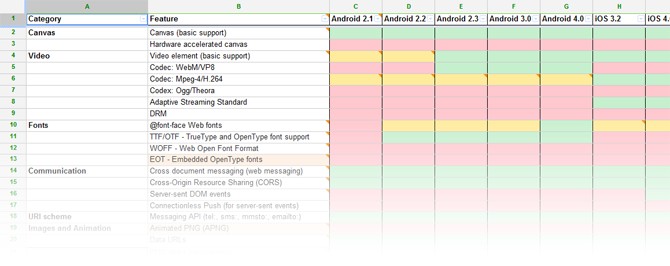 A B C D E F G H
1 Category Feature Android 2.1 Android 2.2 Android 2.3 Android 3.0 Android 4.0 iOS 3.2 iOS 4.
2 Canvas Canvas (basic support)
3 Hardware accelerated canvas
4 Video Video element (basic support)
5 Codec: WebM/VP8
6 Codec: Mpeg-4/H.264
7 Codex: Ogg/Theora
8 Adaptive Streaming Standard
9 DRM
10 Fonts @font-face Web fonts
11 TTF/OTF - TrueType and OpenType font support
12 WOFF - Web Open Font Format
13 EOT - Embedded OpenType fonts
14 Communication Cross document messaging (web messaging)
15 Cross-Origin Resource Sharing (CORS)
16 Server-sent DOM events
17 Connectionless Push (for server-sent events)
18 URI scheme Messaging API (tel:, sms:, mmsto:, emailto:)
19 Images and Animation Animated PNG (APNG)
Data URLs